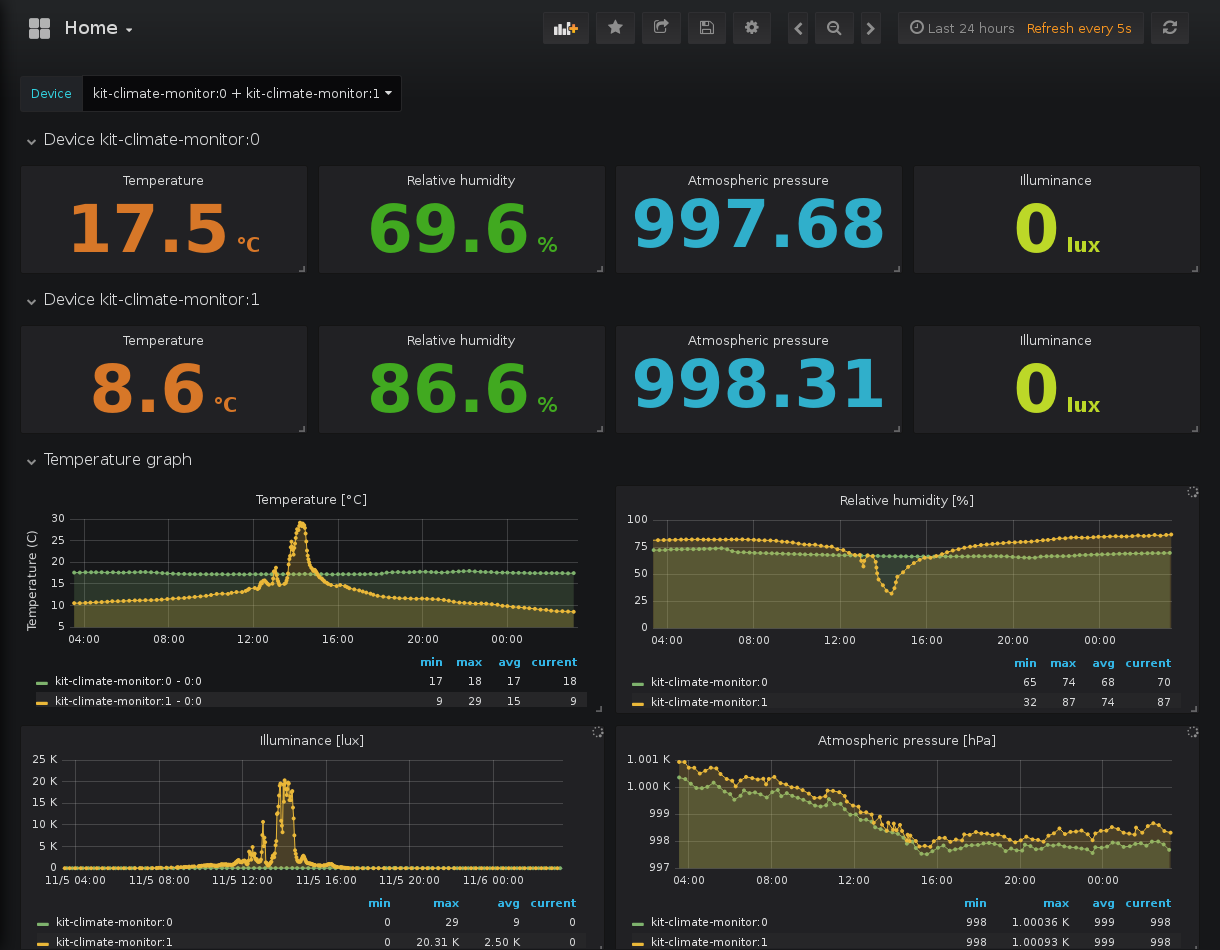 Home
Last 24 hours Refresh every 5s
Device kit-climate-monitor:0 + kit-climate-monitor:1
Device kit-climate-monitor:0
Temperature Relative humidity Atmospheric pressure Illuminance
17.5 °C 69.6 % 997.68 0 lux
Device kit-climate-monitor:1
Temperature Relative humidity Atmospheric pressure Illuminance
8.6 °C 86.6 % 998.31 0 lux
Temperature graph
Temperature [°C]
Temperature (C)
30
25
20
15
10
5
04:00 08:00 12:00 16:00 20:00 00:00
min max avg current
kit-climate-monitor:0 - 0:0 17 18 17 18
kit-climate-monitor:1 - 0:0 9 29 15 9
Relative humidity [%]
100
75
50
25
0
04:00 08:00 12:00 16:00 20:00 00:00
min max avg current
kit-climate-monitor:0 65 74 68 70
kit-climate-monitor:1 32 87 74 87
Illuminance [lux]
25 K
20 K
15 K
10 K
5 K
0
11/5 04:00 11/5 08:00 11/5 12:00 11/5 16:00 11/5 20:00 11/6 00:00
min max avg current
kit-climate-monitor:0 0 29 9 0
kit-climate-monitor:1 0 20.31 K 2.50 K 0
Atmospheric pressure [hPa]
1.001 K
1.000 K
999
998
997
04:00 08:00 12:00 16:00 20:00 00:00
min max avg current
kit-climate-monitor:0 998 1.00036 K 999 998
kit-climate-monitor:1 998 1.00093 K 999 998